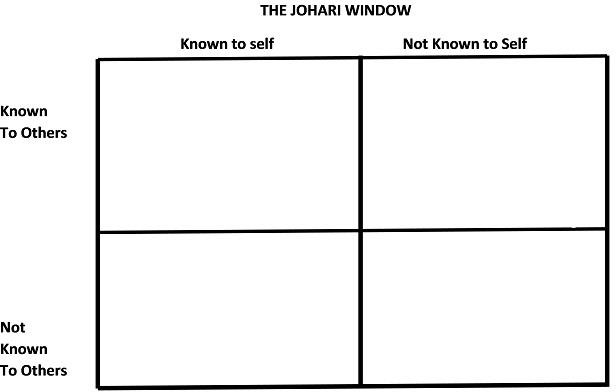 THE JOHARI WINDOW
Known to self
Not Known to Self
Known
To Others
Not
Known
To Others